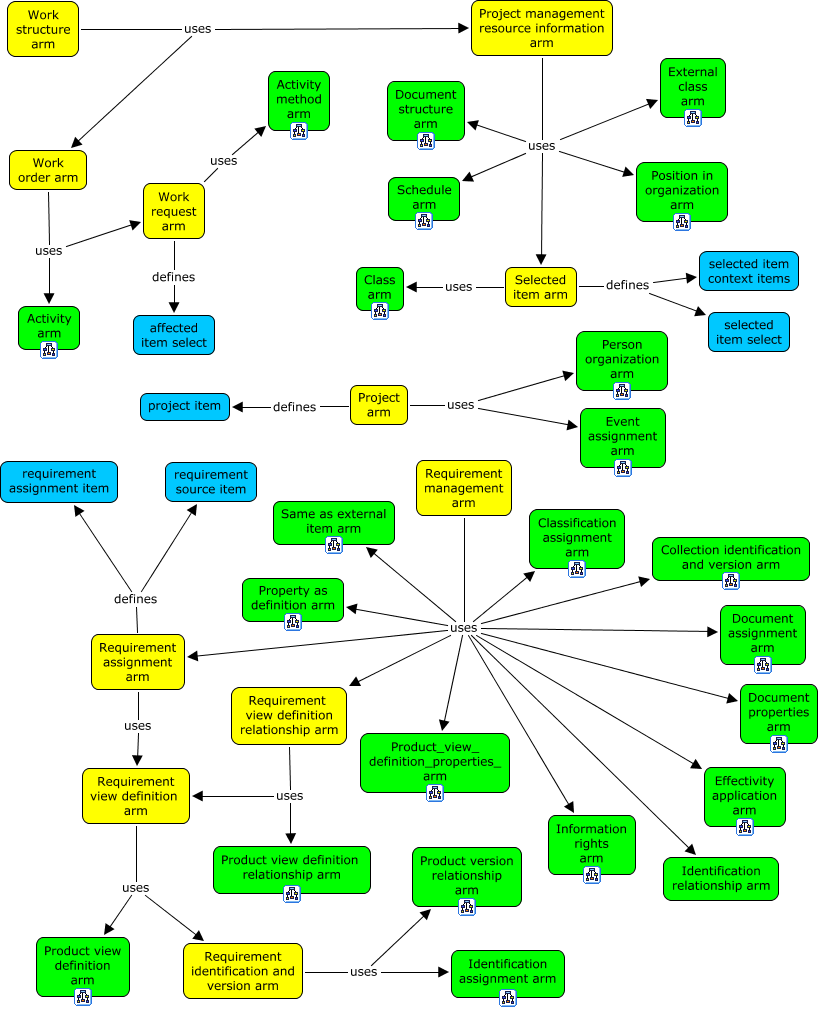 Work
structure
arm
uses
Project management
resource information
arm
Activity
method
arm
Document
structure
arm
External
class
arm
uses
Work
order arm
uses
Work
request
arm
Schedule
arm
Position in
organization
arm
uses
defines
Class
arm
uses
Selected
item arm
defines
selected item
context items
Activity
arm
affected
item select
selected
item select
Person
organization
arm
project item
defines
Project
arm
uses
Event
assignment
arm
requirement
assignment item
requirement
source item
Requirement
management
arm
Same as external
item arm
Classification
assignment
arm
Collection identification
and version arm
Property as
definition arm
defines
uses
Document
assignment
arm
Requirement
assignment
arm
Requirement
view definition
relationship arm
Document
properties
arm
uses
Product_view_
definition_properties_
arm
Requirement
view definition
arm
uses
Effectivity
application
arm
Information
rights
arm
Product view definition
relationship arm
Product version
relationship
arm
Identification
relationship arm
uses
Product view
definition
arm
Requirement
identification and
version arm
uses
Identification
assignment arm